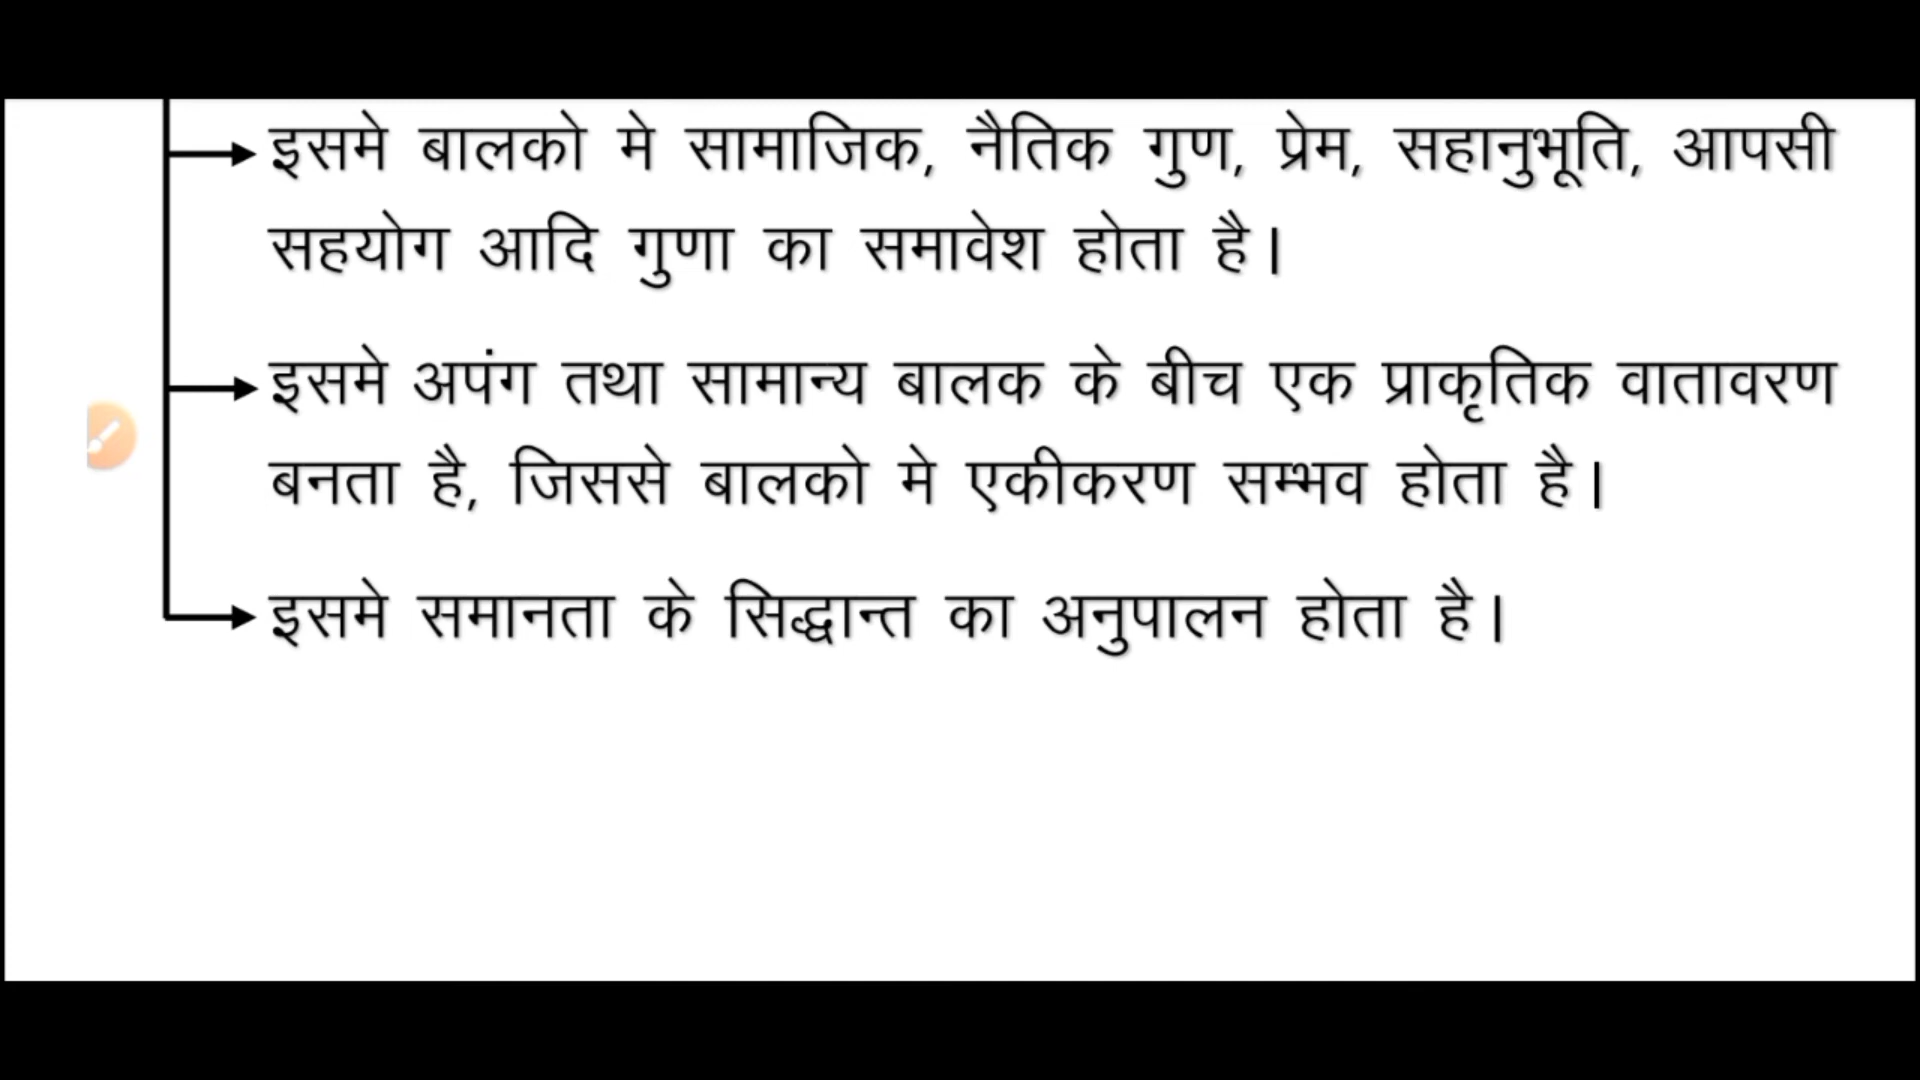 इसमे बालको मे सामाजिक, नैतिक गुण, प्रेम, सहानुभूति, आपसी
सहयोग आदि गुणा का समावेश होता है।
इसमे अपंग तथा सामान्य बालक के बीच एक प्राकृतिक वातावरण
बनता है, जिससे बालको मे एकीकरण सम्भव होता है।
इसमे समानता के सिद्धान्त का अनुपालन होता है।